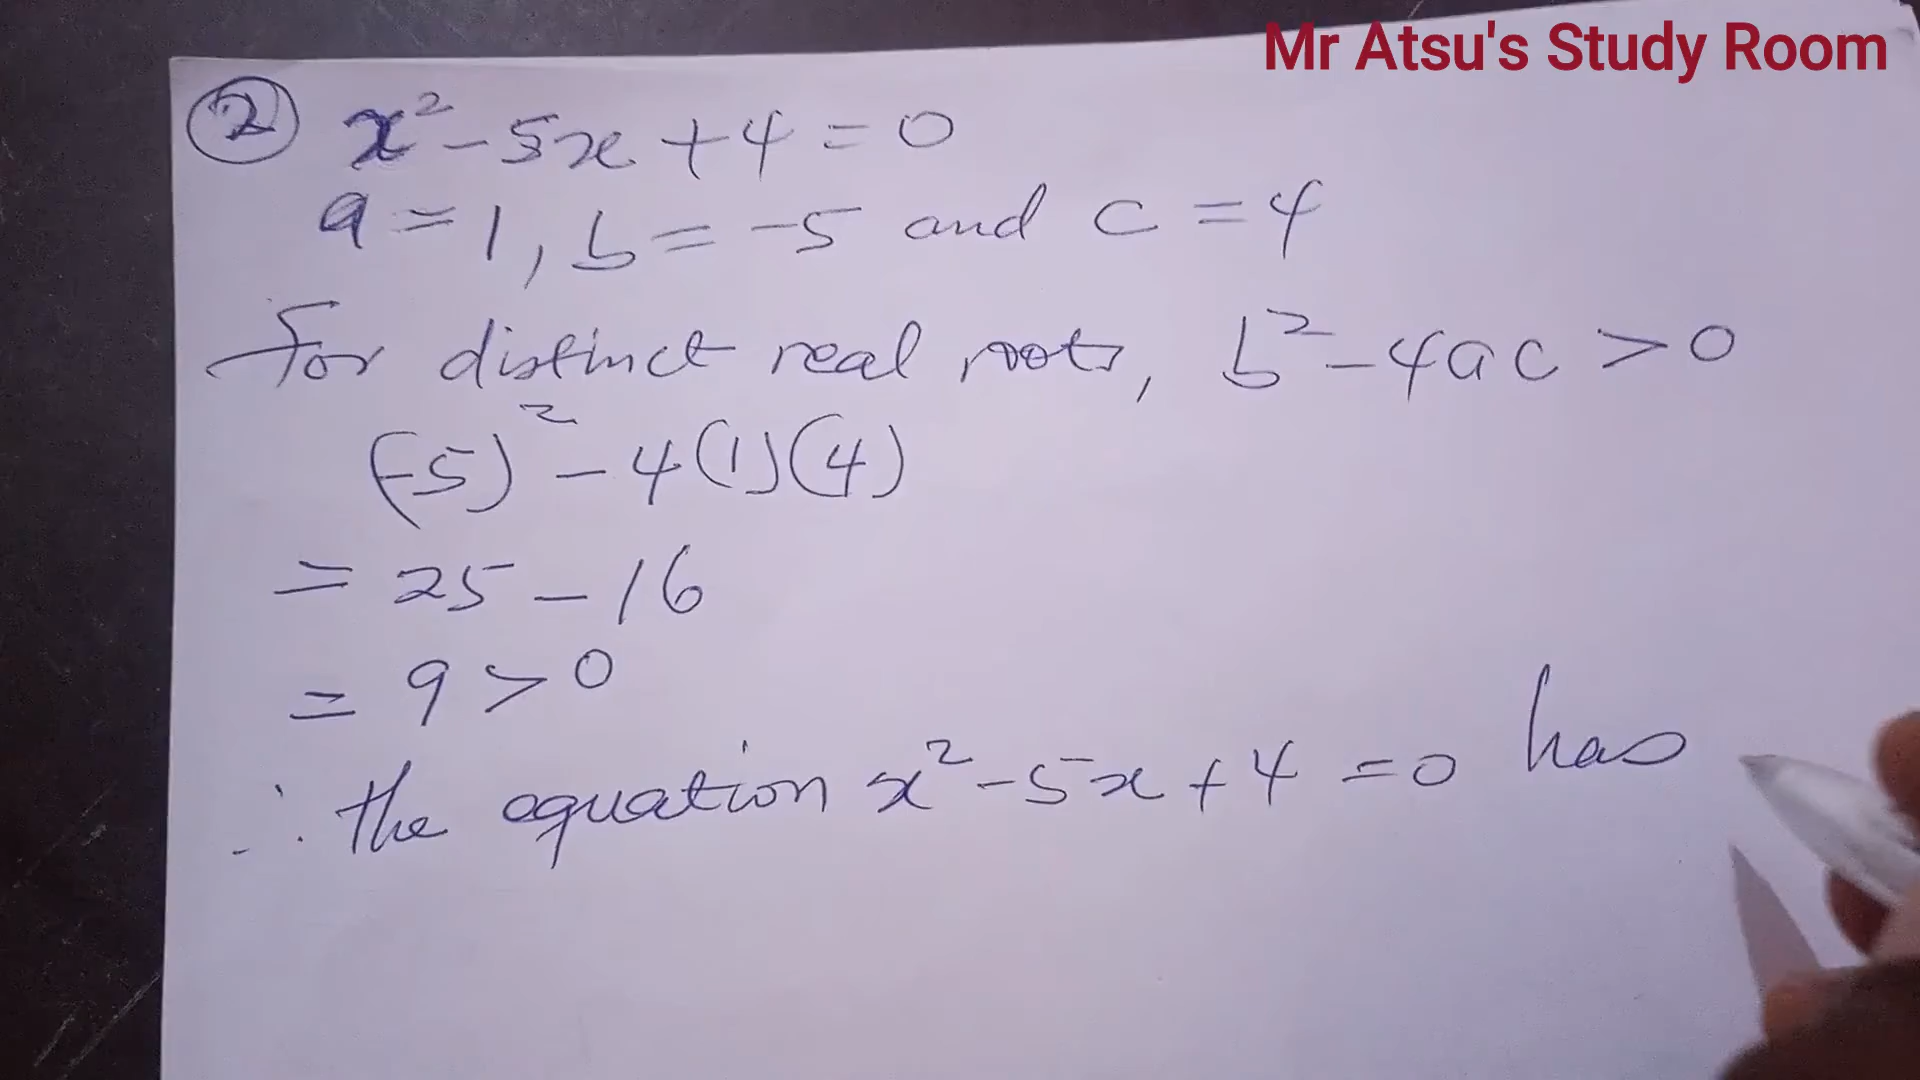 Mr Atsu's Study Room
② x² - 5x + 4 = 0
a = 1, b = -5 and c = 4
For distinct real roots, b² - 4ac > 0
(-5)² - 4(1)(4)
= 25 - 16
= 9 > 0
∴ the equation x² - 5x + 4 = 0 has